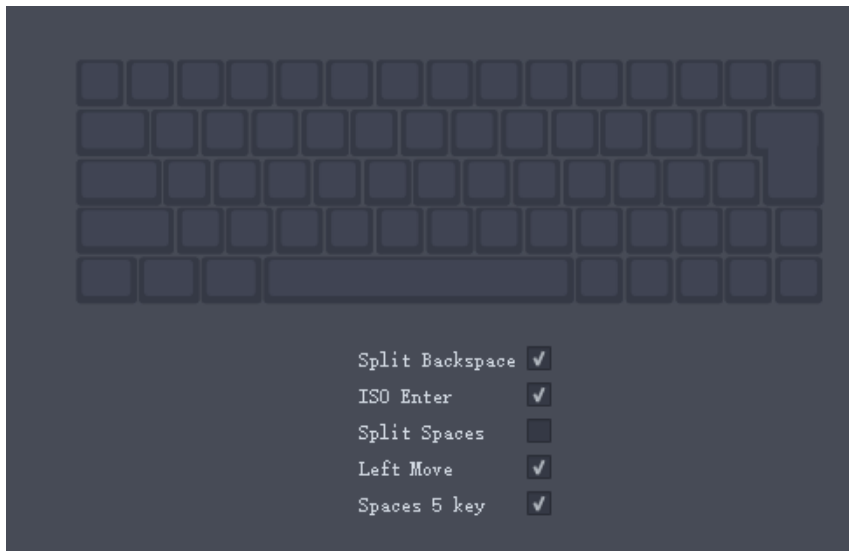 Split Backspace
ISO Enter
Split Spaces
Left Move
Spaces 5 key